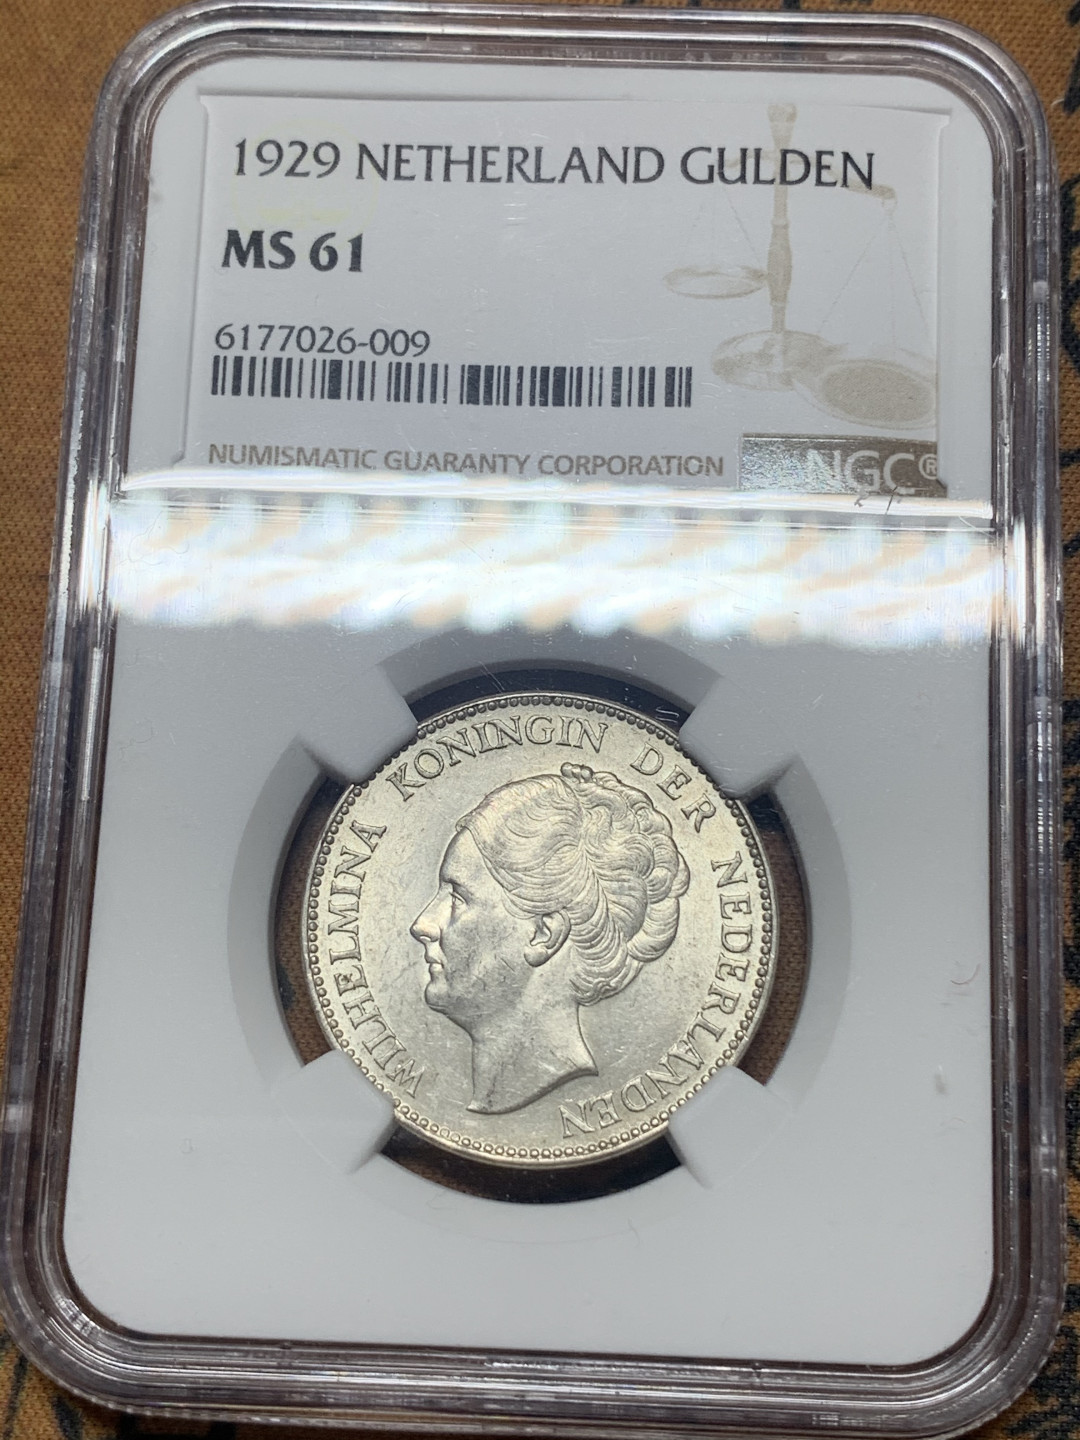 1929 NETHERLAND GULDEN
MS 61
6177026-009
NUMISMATIC GUARANTY CORPORATION
NGC®
WILHELMINA KONINGIN DER NEDERLANDEN